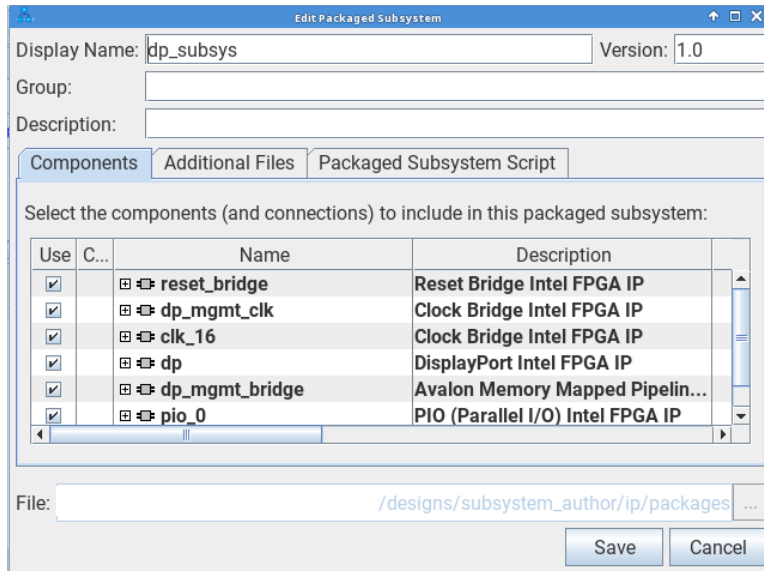 Edit Packaged Subsystem
Display Name: dp_subsys Version: 1.0
Group:
Description:
Components Additional Files Packaged Subsystem Script
Select the components (and connections) to include in this packaged subsystem:
Use C... Name Description
reset_bridge Reset Bridge Intel FPGA IP
dp_mgmt_clk Clock Bridge Intel FPGA IP
clk_16 Clock Bridge Intel FPGA IP
dp DisplayPort Intel FPGA IP
dp_mgmt_bridge Avalon Memory Mapped Pipelin...
pio_0 PIO (Parallel I/O) Intel FPGA IP
File: /designs/subsystem_author/ip/packages ...
Save Cancel